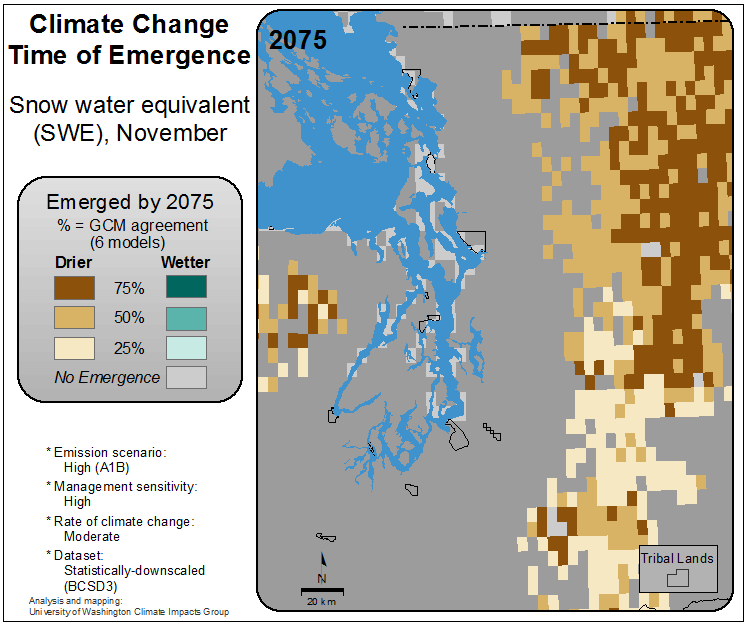 Climate Change
Time of Emergence
Snow water equivalent
(SWE), November
Emerged by 2075
% = GCM agreement
(6 models)
Drier Wetter
75%
50%
25%
No Emergence
* Emission scenario:
High (A1B)
* Management sensitivity:
High
* Rate of climate change:
Moderate
* Dataset:
Statistically-downscaled
(BCSD3)
Analysis and mapping:
University of Washington Climate Impacts Group
2075
N
20 km
Tribal Lands